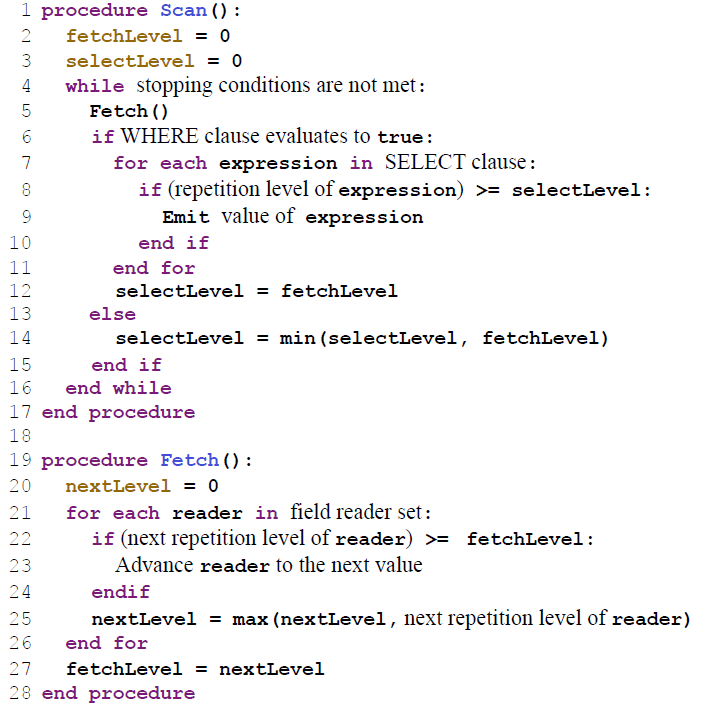 1 procedure Scan():
2 fetchLevel = 0
3 selectLevel = 0
4 while stopping conditions are not met:
5 Fetch()
6 if WHERE clause evaluates to true:
7 for each expression in SELECT clause:
8 if (repetition level of expression) >= selectLevel:
9 Emit value of expression
10 end if
11 end for
12 selectLevel = fetchLevel
13 else
14 selectLevel = min(selectLevel, fetchLevel)
15 end if
16 end while
17 end procedure
18
19 procedure Fetch():
20 nextLevel = 0
21 for each reader in field reader set:
22 if (next repetition level of reader) >= fetchLevel:
23 Advance reader to the next value
24 endif
25 nextLevel = max(nextLevel, next repetition level of reader)
26 end for
27 fetchLevel = nextLevel
28 end procedure